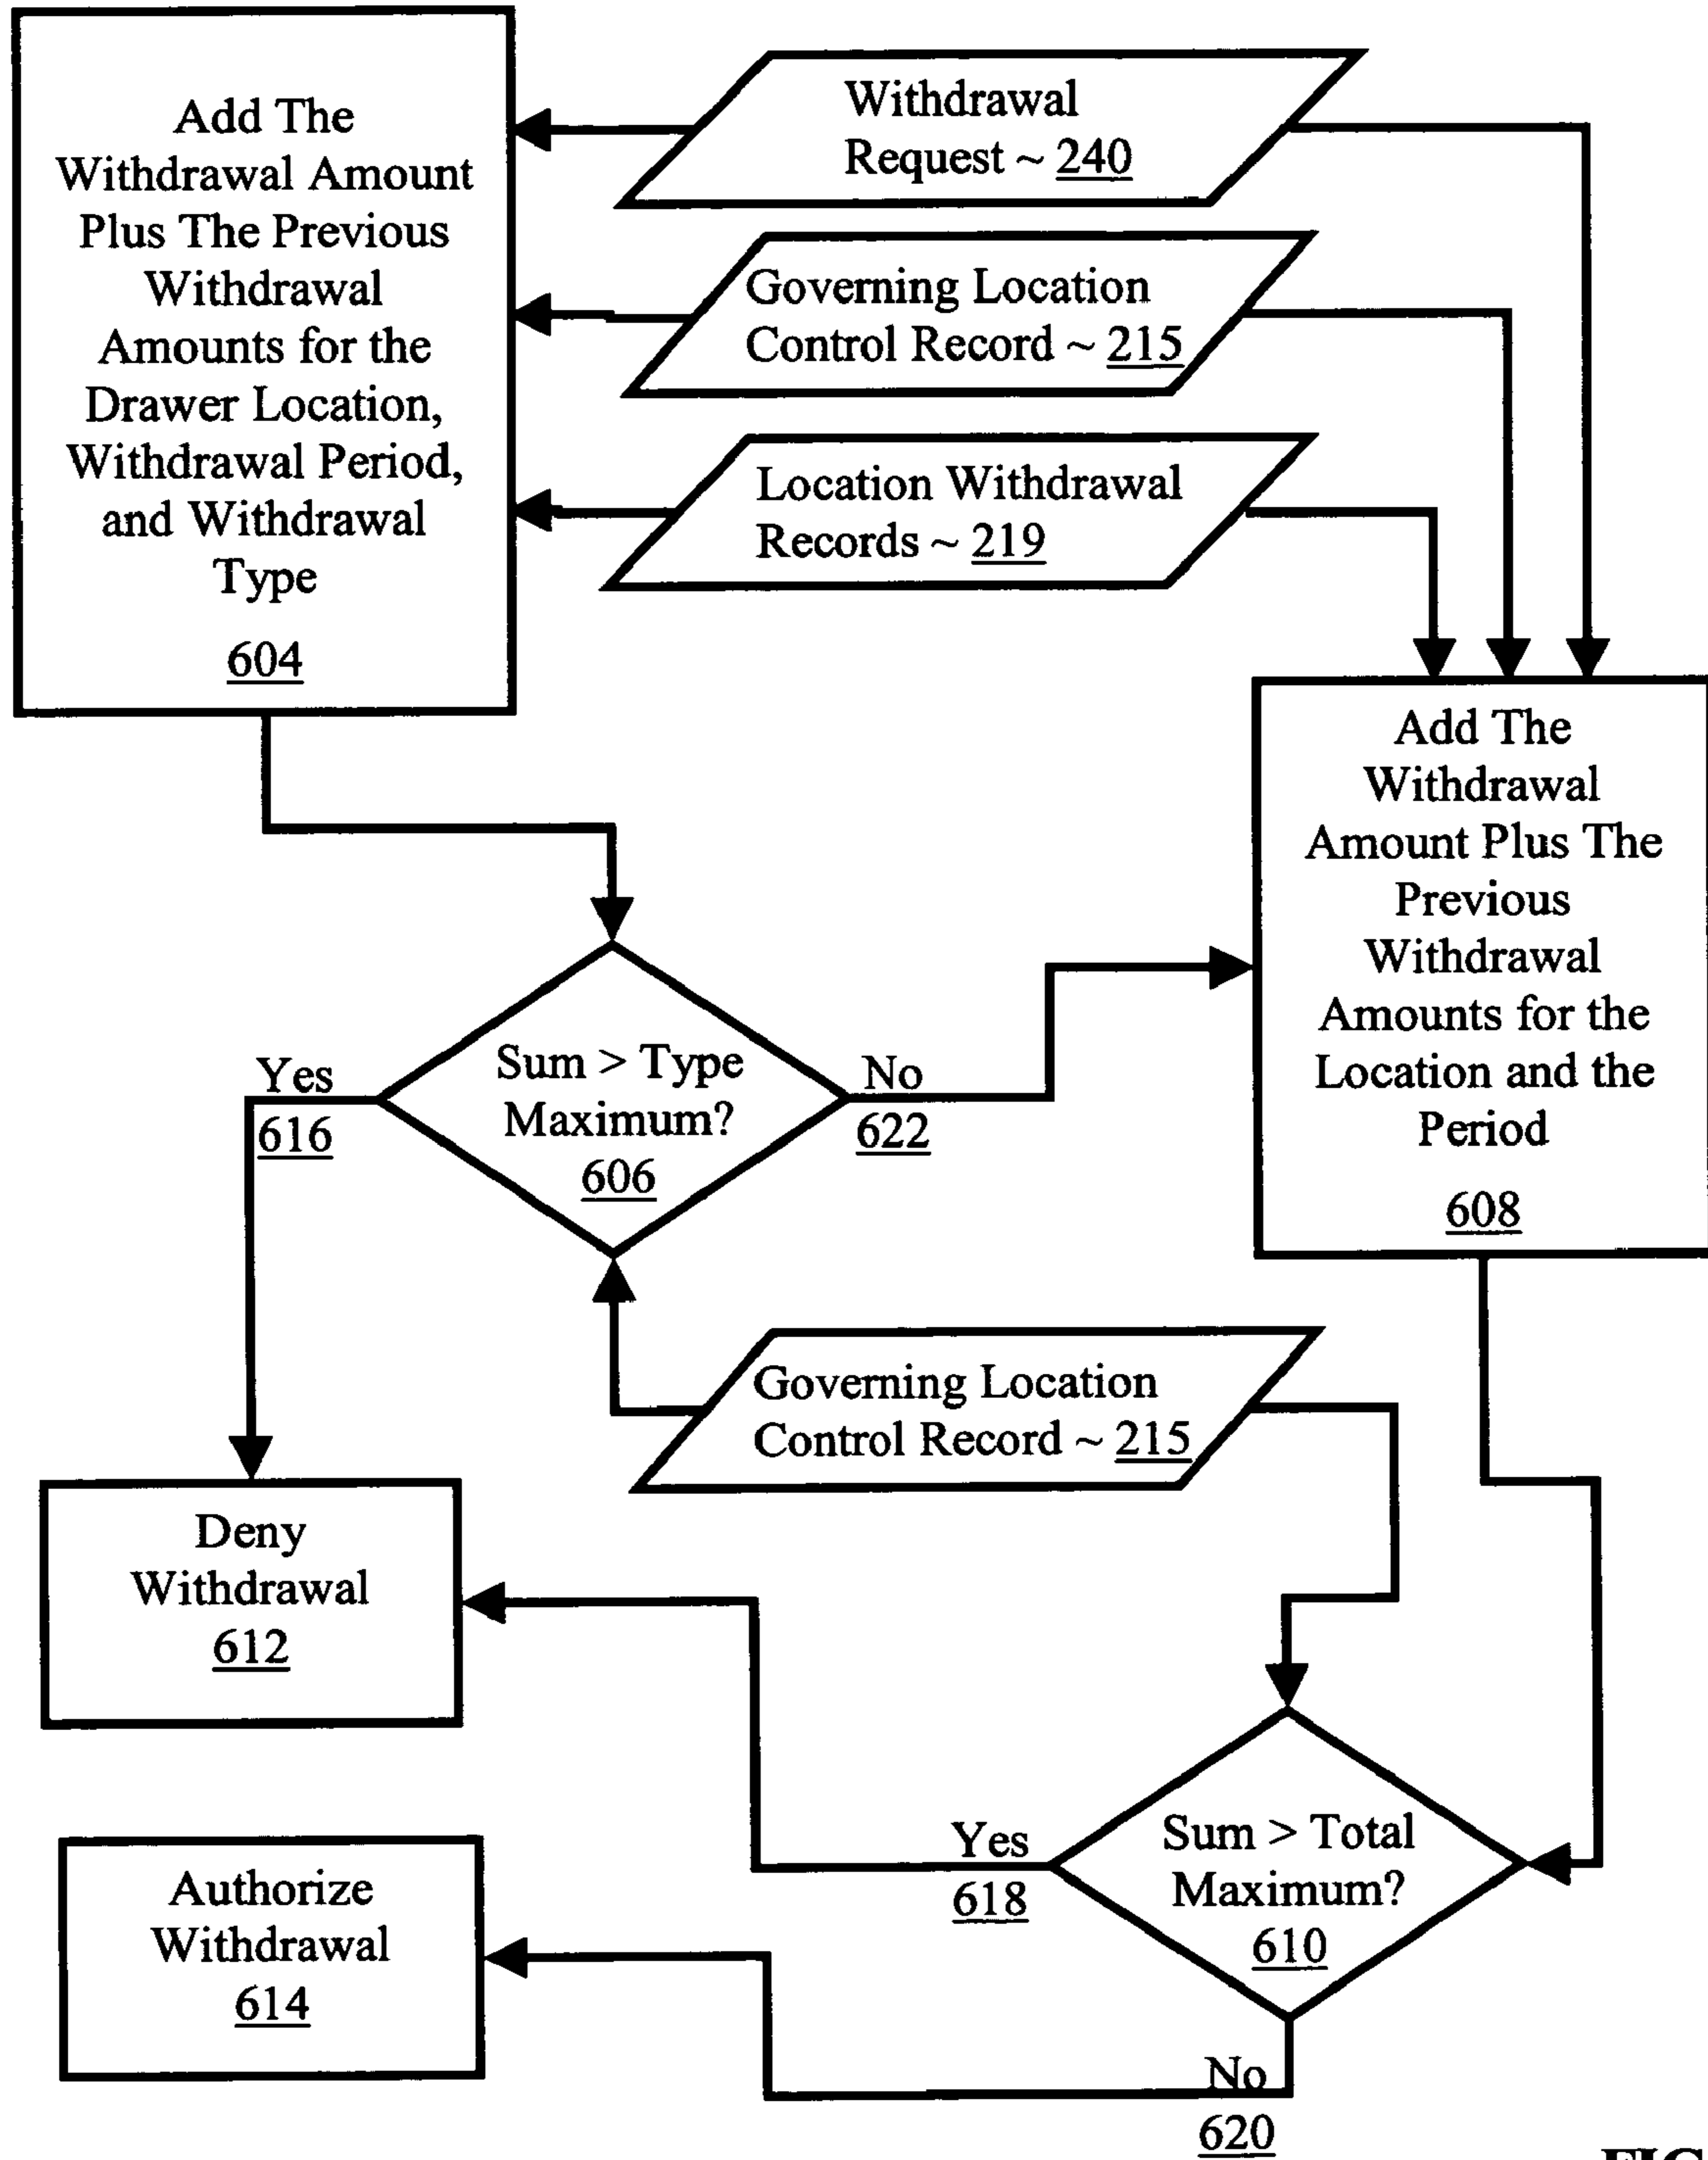 Add The
Withdrawal Amount
Plus The Previous
Withdrawal
Amounts for the
Drawer Location,
Withdrawal Period,
and Withdrawal
Type
604
Withdrawal
Request ~ 240
Governing Location
Control Record ~ 215
Location Withdrawal
Records ~ 219
Add The
Withdrawal
Amount Plus The
Previous
Withdrawal
Amounts for the
Location and the
Period
608
Sum > Type
Maximum?
606
Yes
616
No
622
Governing Location
Control Record ~ 215
Deny
Withdrawal
612
Sum > Total
Maximum?
610
Yes
618
Authorize
Withdrawal
614
No
620